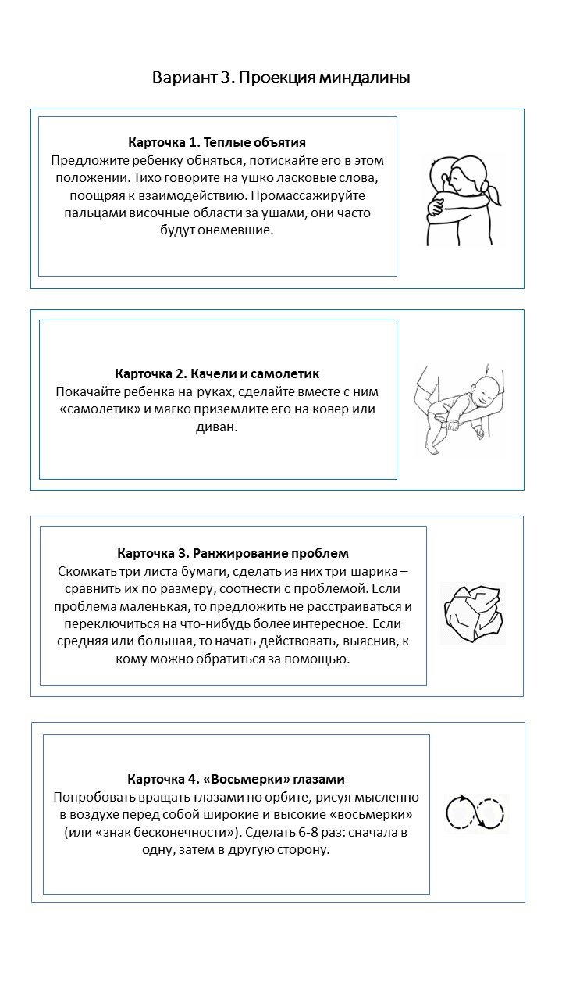 Вариант 3. Проекция миндалины
Карточка 1. Теплые объятия
Предложите ребенку обняться, потискайте его в этом
положении. Тихо говорите на ушко ласковые слова,
поощряя к взаимодействию. Промассажируйте
пальцами височные области за ушами, они часто
будут онемевшие.
Карточка 2. Качели и самолетик
Покачайте ребенка на руках, сделайте вместе с ним
«самолетик» и мягко приземлите его на ковер или
диван.
Карточка 3. Ранжирование проблем
Скомкать три листа бумаги, сделать из них три шарика –
сравнить их по размеру, соотнести с проблемой. Если
проблема маленькая, то предложить не расстраиваться и
переключиться на что-нибудь более интересное. Если
средняя или большая, то начать действовать, выяснив, к
кому можно обратиться за помощью.
Карточка 4. «Восьмерки» глазами
Попробовать вращать глазами по орбите, рисуя мысленно
в воздухе перед собой широкие и высокие «восьмерки»
(или «знак бесконечности»). Сделать 6-8 раз: сначала в
одну, затем в другую сторону.